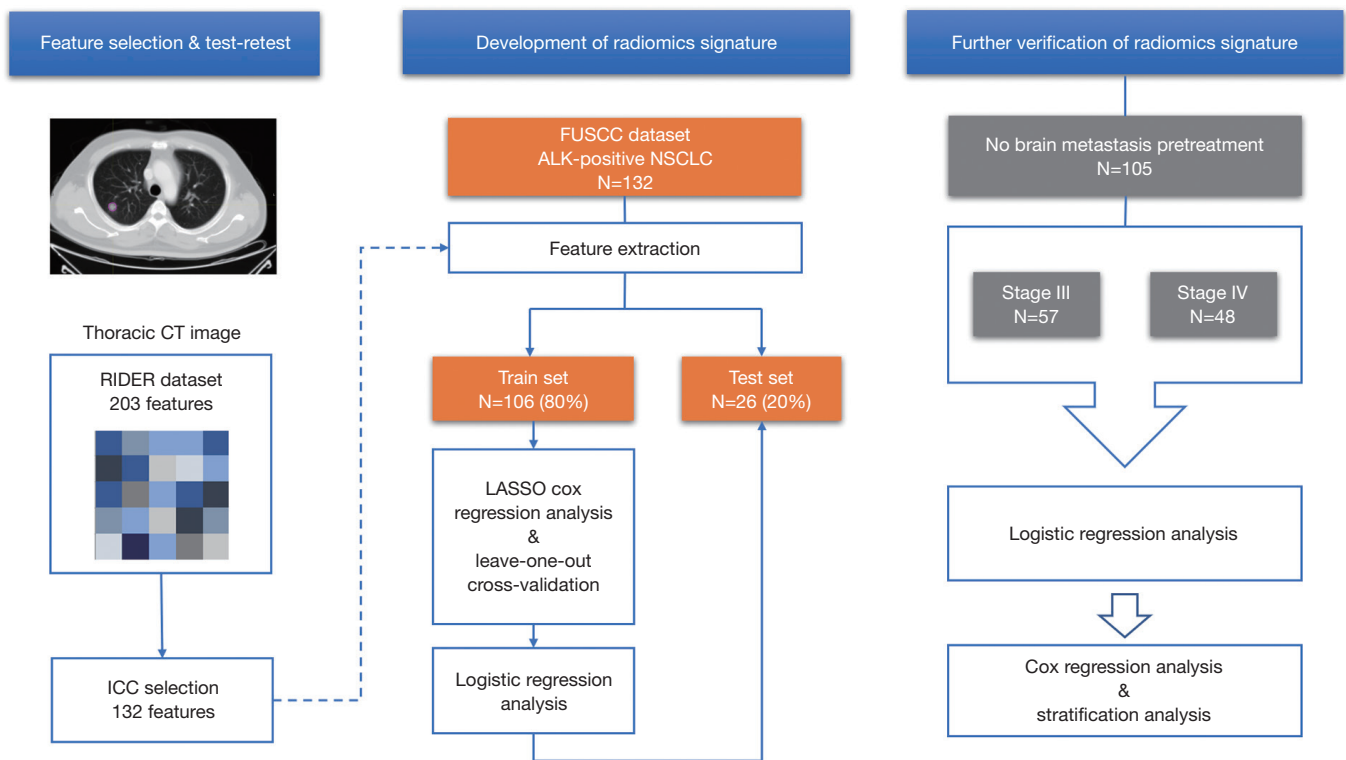 Feature selection & test-retest
Thoracic CT image
RIDER dataset
203 features
ICC selection
132 features
Development of radiomics signature
FUSCC dataset
ALK-positive NSCLC
N=132
Feature extraction
Train set
N=106 (80%)
Test set
N=26 (20%)
LASSO cox
regression analysis
&
leave-one-out
cross-validation
Logistic regression
analysis
Further verification of radiomics signature
No brain metastasis pretreatment
N=105
Stage III
N=57
Stage IV
N=48
Logistic regression analysis
Cox regression analysis
&
stratification analysis